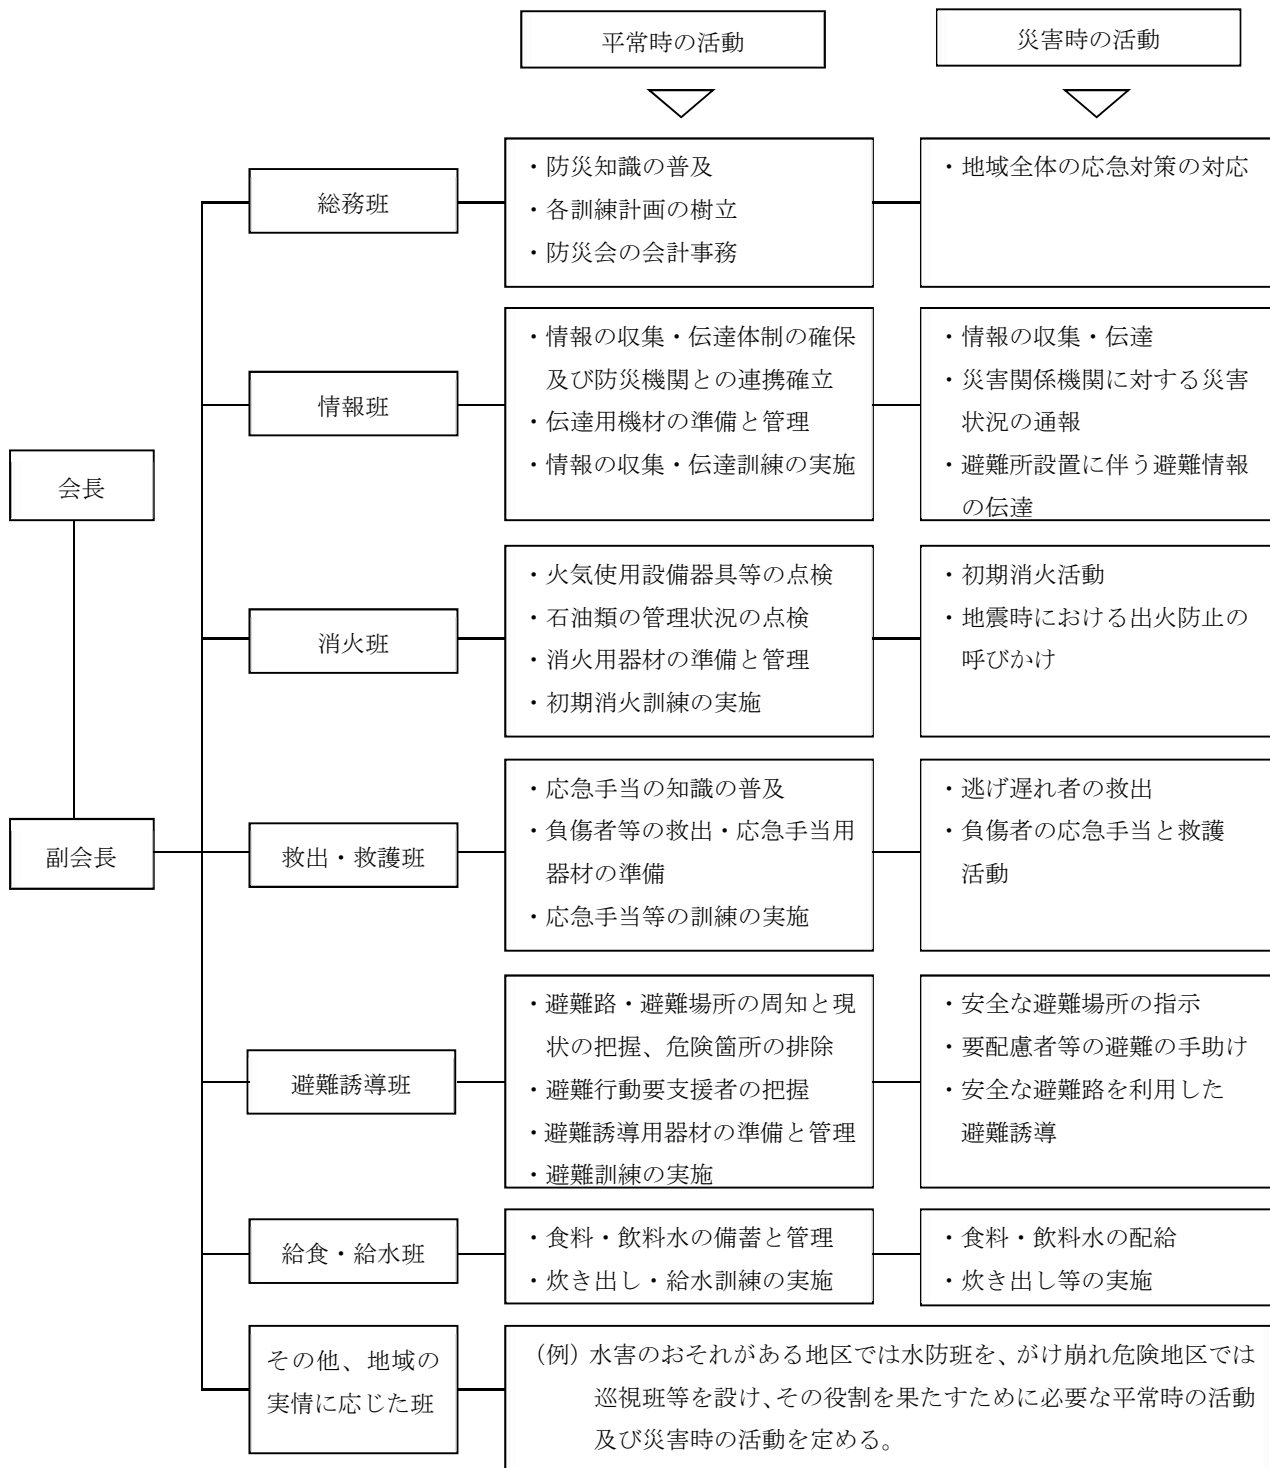 平常時の活動
災害時の活動
会長
副会長
総務班
・防災知識の普及
・各訓練計画の樹立
・防災会の会計事務
・地域全体の応急対策の対応
情報班
・情報の収集・伝達体制の確保
及び防災機関との連携確立
・伝達用機材の準備と管理
・情報の収集・伝達訓練の実施
・情報の収集・伝達
・災害関係機関に対する災害
状況の通報
・避難所設置に伴う避難情報
の伝達
消火班
・火気使用設備器具等の点検
・石油類の管理状況の点検
・消火用器材の準備と管理
・初期消火訓練の実施
・初期消火活動
・地震時における出火防止の
呼びかけ
救出・救護班
・応急手当の知識の普及
・負傷者等の救出・応急手当用
器材の準備
・応急手当等の訓練の実施
・逃げ遅れ者の救出
・負傷者の応急手当と救護
活動
避難誘導班
・避難路・避難場所の周知と現
状の把握、危険箇所の排除
・避難行動要支援者の把握
・避難誘導用器材の準備と管理
・避難訓練の実施
・安全な避難場所の指示
・要配慮者等の避難の手助け
・安全な避難路を利用した
避難誘導
給食・給水班
・食料・飲料水の備蓄と管理
・炊き出し・給水訓練の実施
・食料・飲料水の配給
・炊き出し等の実施
その他、地域の
実情に応じた班
（例）水害のおそれがある地区では水防班を、がけ崩れ危険地区では
巡視班等を設け、その役割を果たすために必要な平常時の活動
及び災害時の活動を定める。